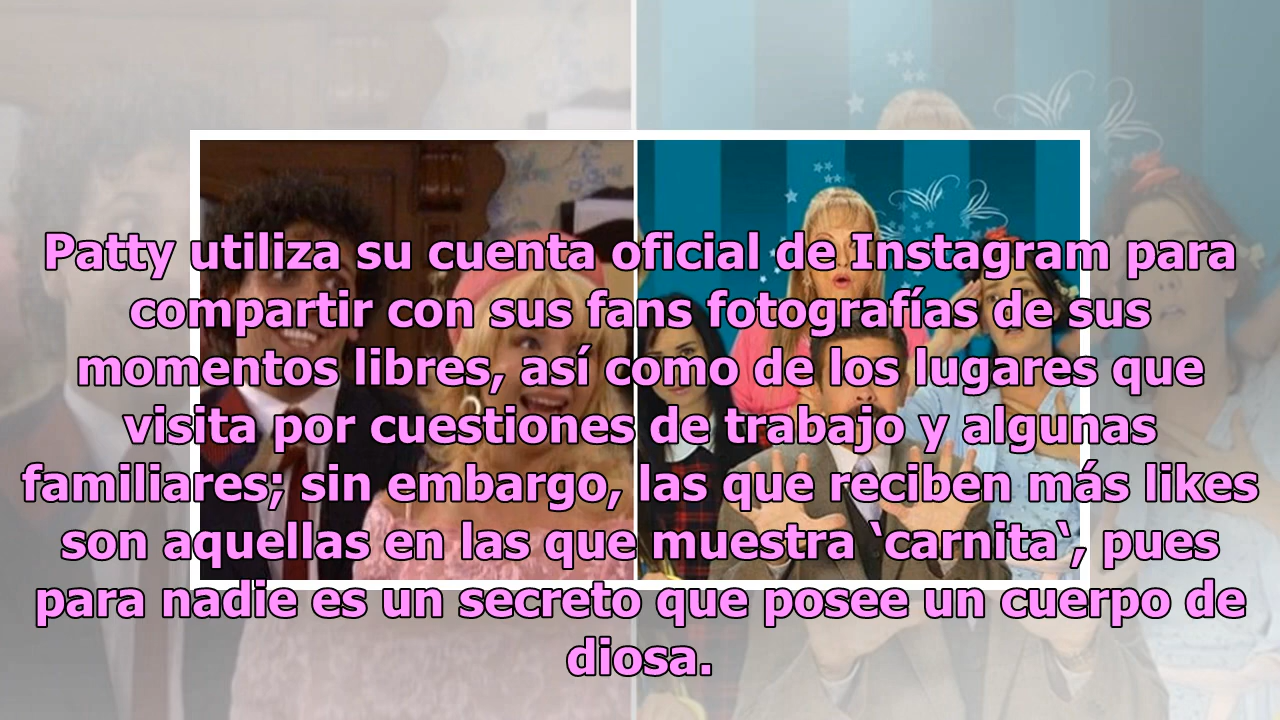 Patty utiliza su cuenta oficial de Instagram para
compartir con sus fans fotografías de sus
momentos libres, así como de los lugares que
visita por cuestiones de trabajo y algunas
familiares; sin embargo, las que reciben más likes
son aquellas en las que muestra ‘carnita‘, pues
para nadie es un secreto que posee un cuerpo de
diosa.